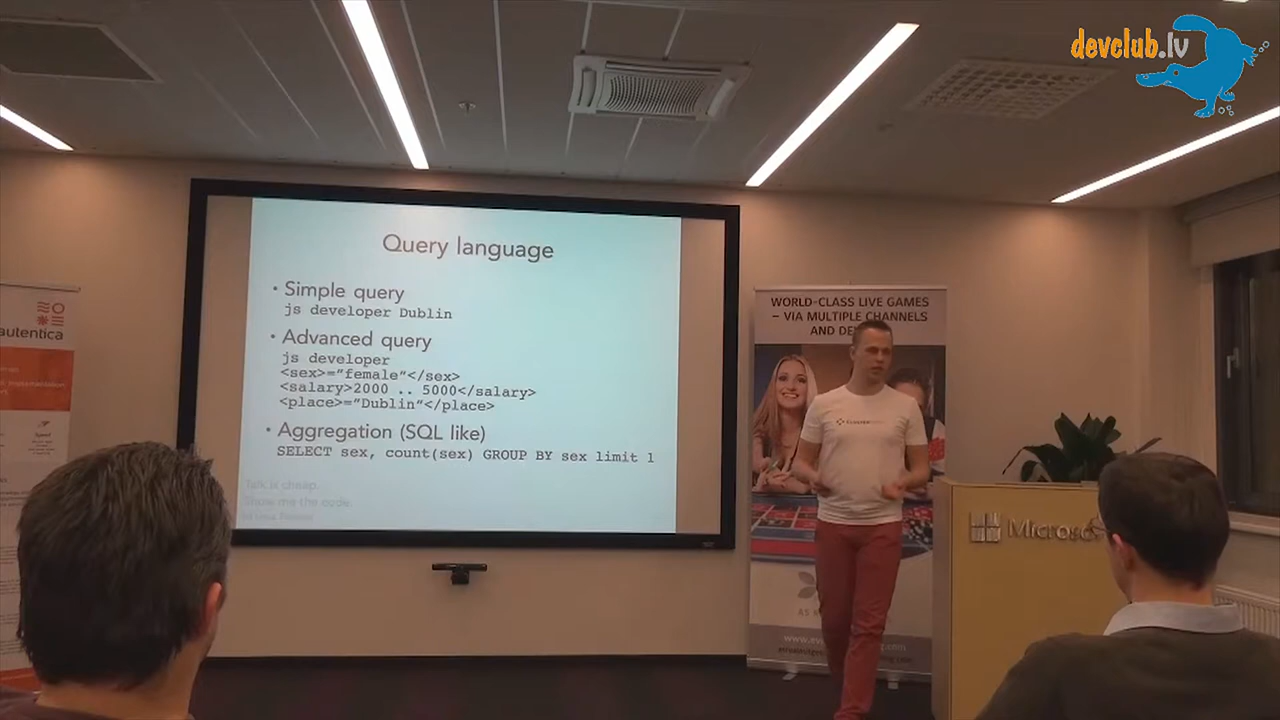 devclub.lv
Query language
• Simple query
js developer Dublin
• Advanced query
js developer
<sex>="female"</sex>
<salary>2000 .. 5000</salary>
<place>="Dublin"</place>
• Aggregation (SQL like)
SELECT sex, count(sex) GROUP BY sex limit 1
Talk is cheap.
Show me the code.
autentica
WORLD-CLASS LIVE GAMES
– VIA MULTIPLE CHANNELS
AND
CLUSTER
Microsoft